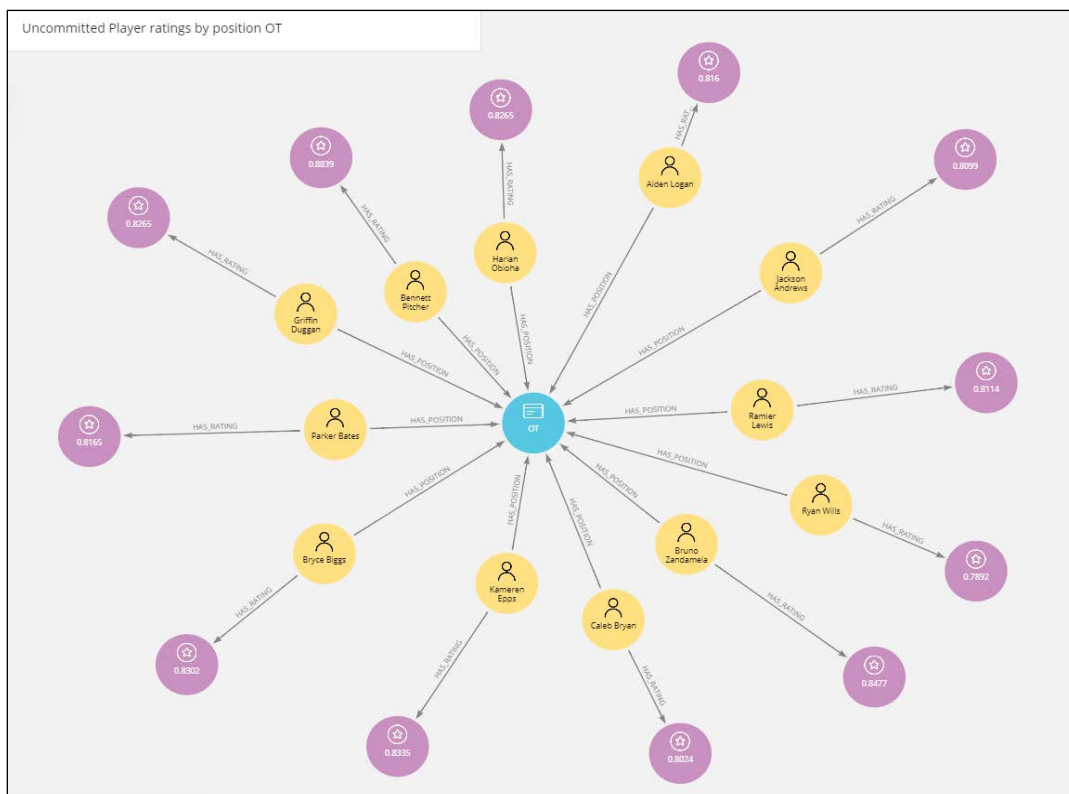 Uncommitted Player ratings by position OT
0.816
HAS_RAT...
Aiden Logan
HAS_POSITION
0.8265
HAS_RATING
Harlan
Obioha
HAS_POSITION
0.8839
HAS_RATING
Bennett
Pitcher
HAS_POSITION
0.8099
HAS_RATING
Jackson
Andrews
HAS_POSITION
0.8265
HAS_RATING
Griffin
Duggan
HAS_POSITION
0.8114
HAS_RATING
Ramier
Lewis
HAS_POSITION
OT
0.8165
HAS_RATING
Parker Bates
HAS_POSITION
HAS_POSITION
Ryan Wills
HAS_RATING
0.7892
HAS_POSITION
Bryce Biggs
HAS_RATING
0.8302
HAS_POSITION
Bruno
Zandamela
HAS_RATING
0.8477
HAS_POSITION
Kameren
Epps
HAS_RATING
0.8335
HAS_POSITION
Caleb Bryan
HAS_RATING
0.8024